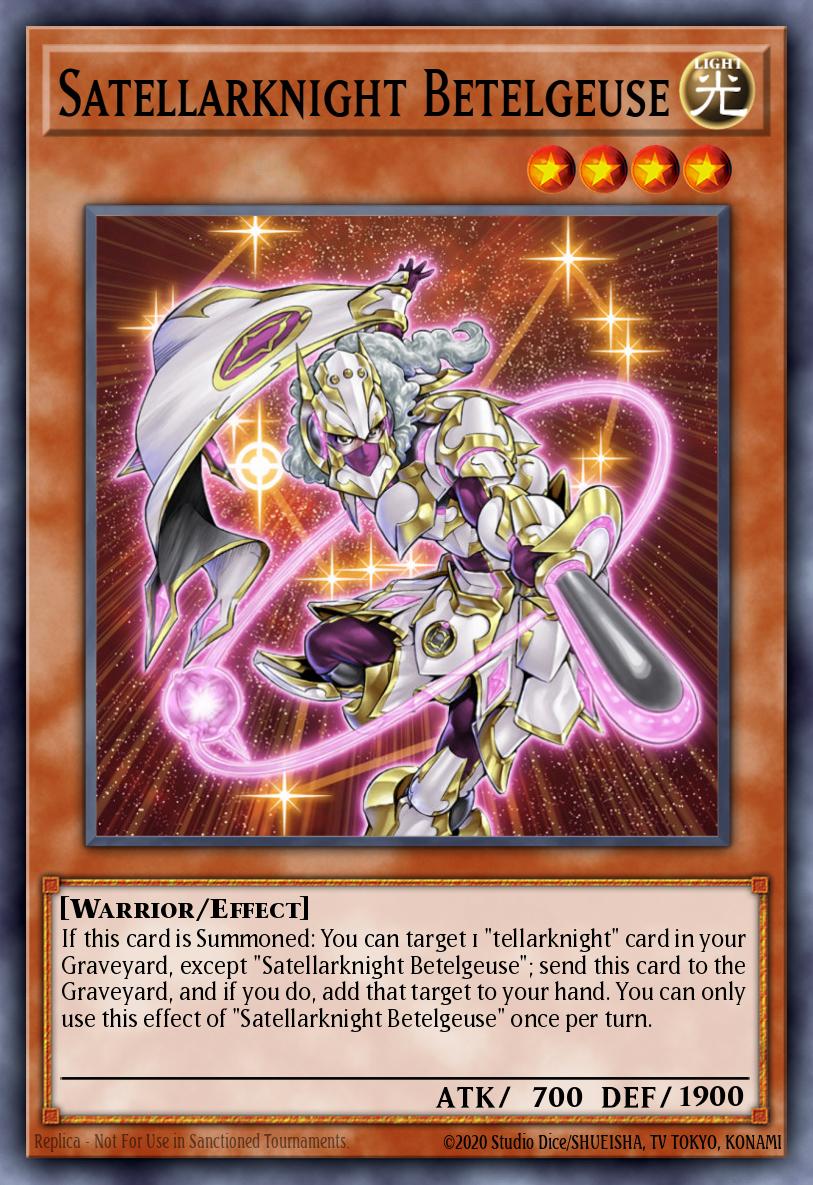 Satellarknight Betelgeuse
LIGHT
光
[Warrior/Effect]
If this card is Summoned: You can target 1 "tellarknight" card in your
Graveyard, except "Satellarknight Betelgeuse"; send this card to the
Graveyard, and if you do, add that target to your hand. You can only
use this effect of "Satellarknight Betelgeuse" once per turn.
ATK/ 700 DEF/1900
Replica - Not For Use in Sanctioned Tournaments.
©2020 Studio Dice/SHUEISHA, TV TOKYO, KONAMI